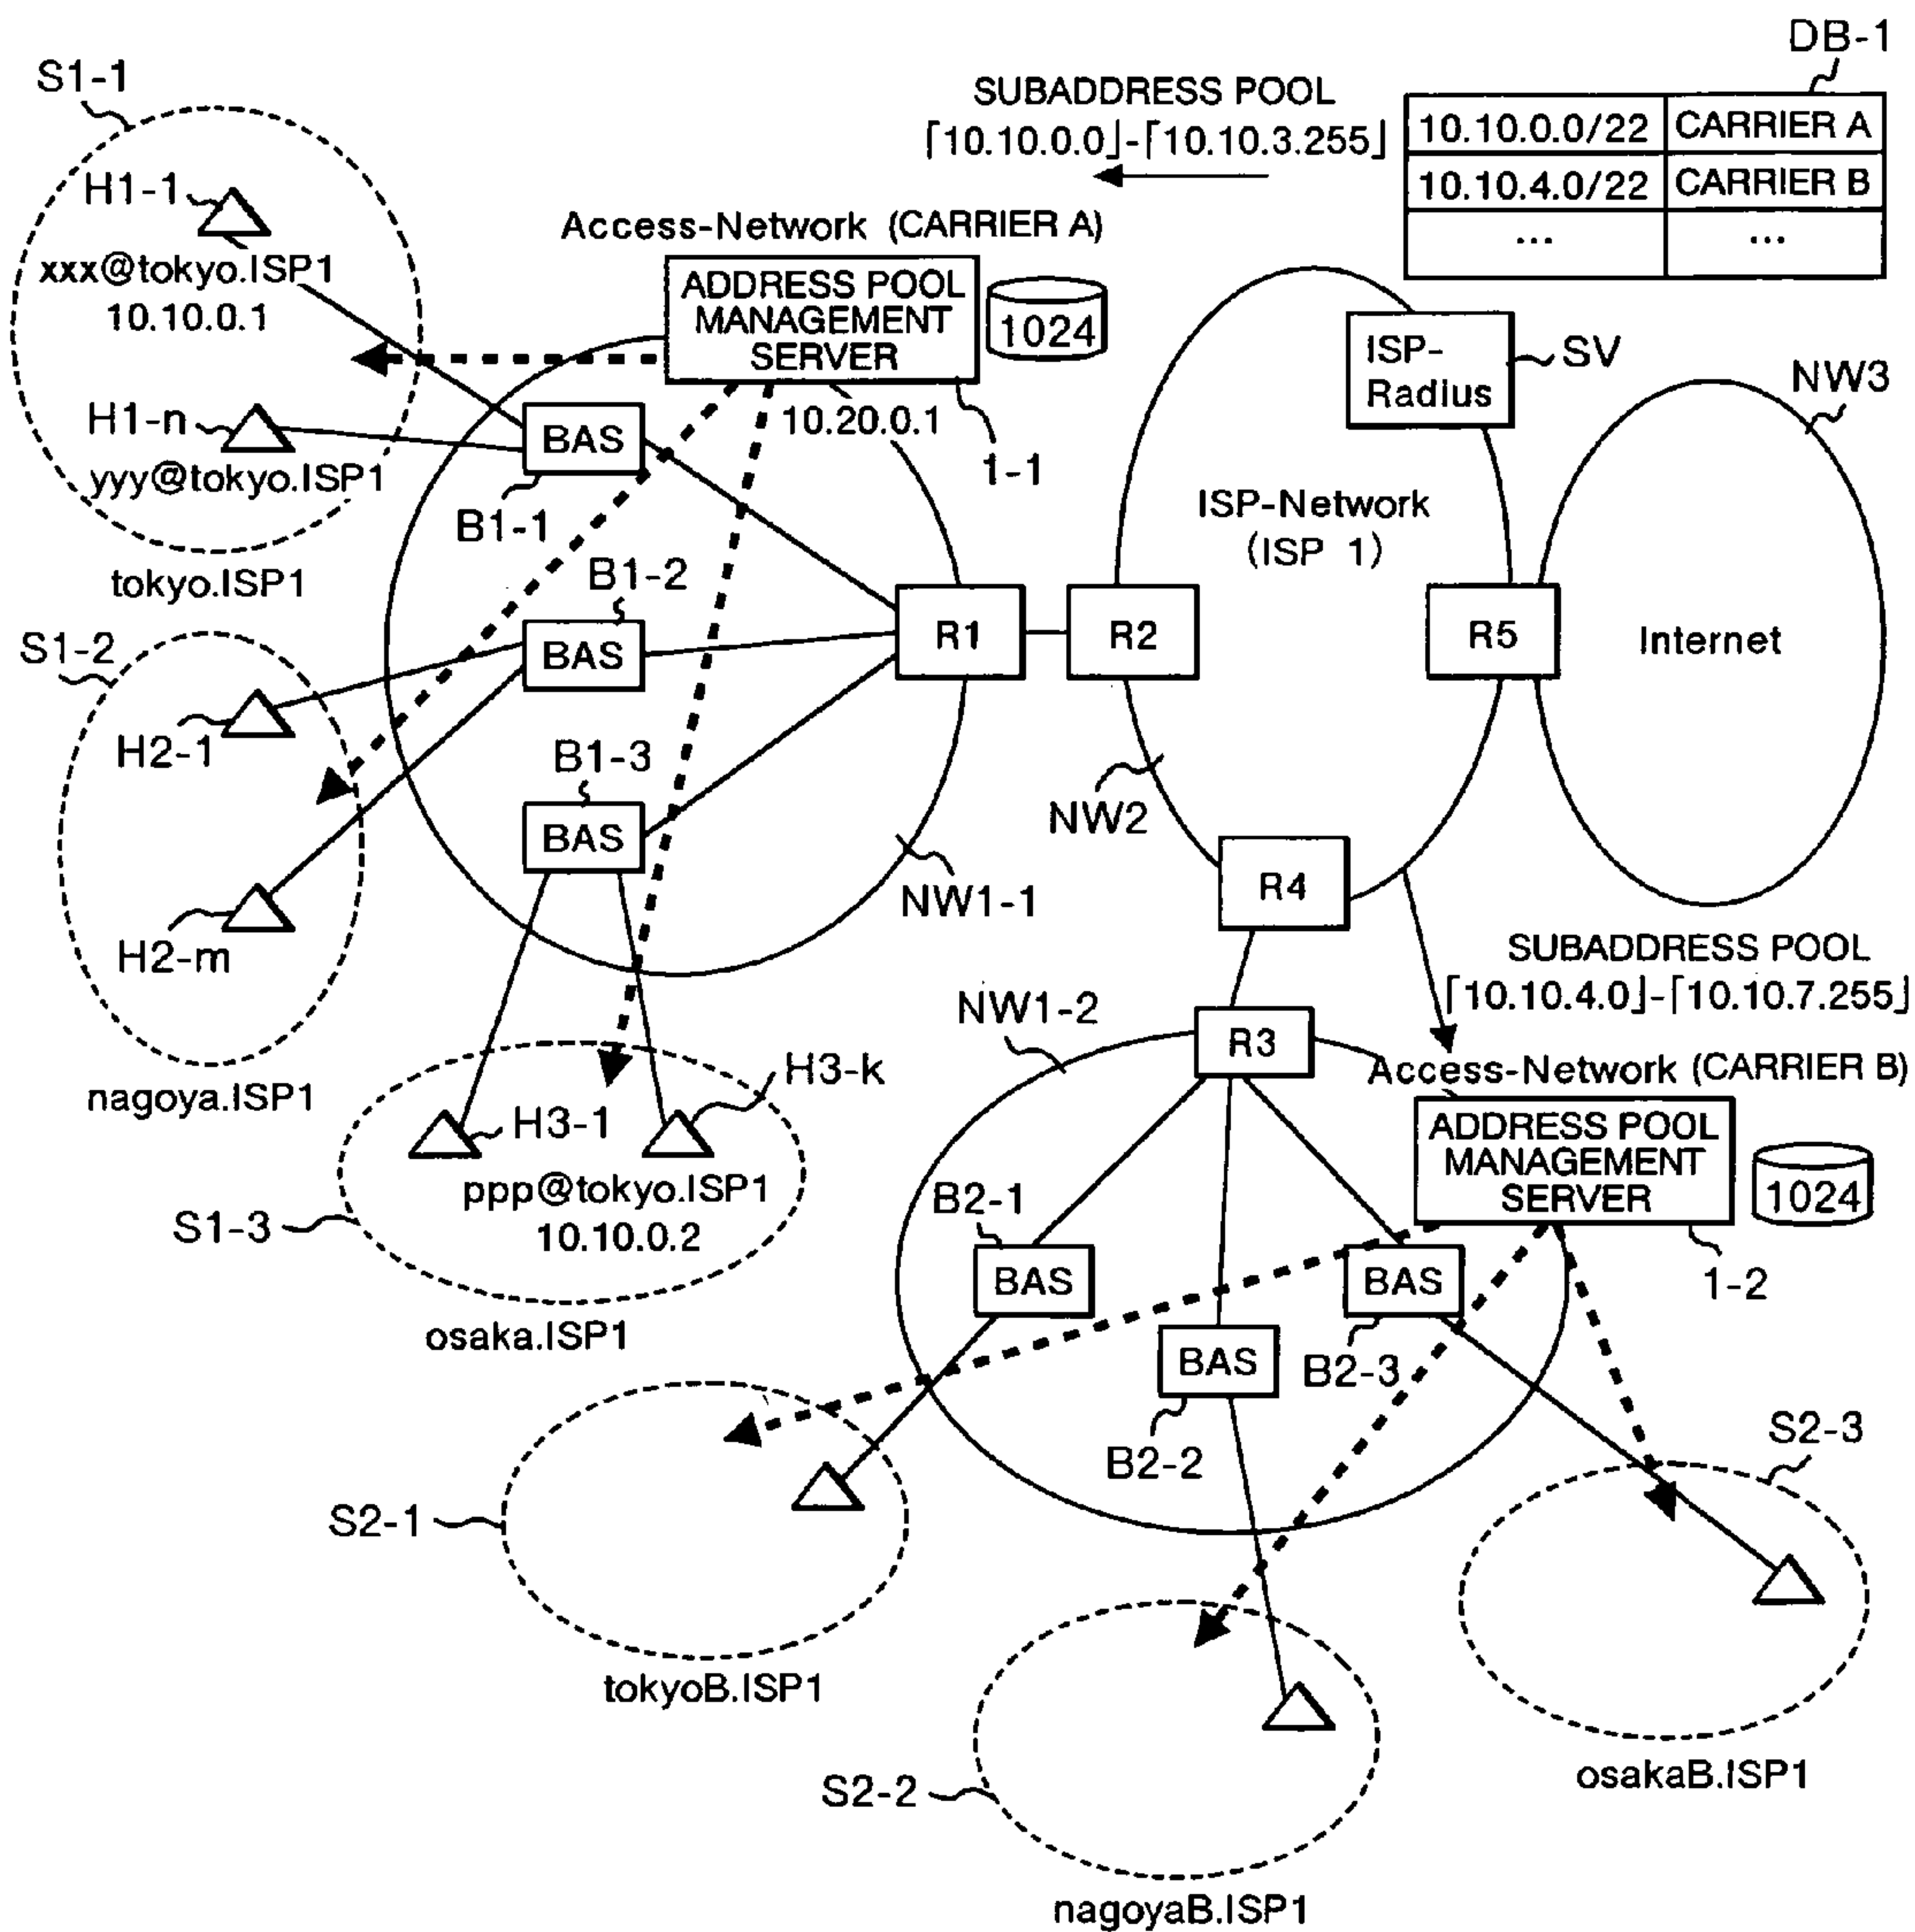 DB-1
S1-1
SUBADDRESS POOL
⌈10.10.0.0⌋-⌈10.10.3.255⌋
10.10.0.0/22 CARRIER A
10.10.4.0/22 CARRIER B
... ...
H1-1
xxx@tokyo.ISP1
10.10.0.1
Access-Network (CARRIER A)
ADDRESS POOL
MANAGEMENT
SERVER
1024
ISP-
Radius
SV
NW3
H1-n
yyy@tokyo.ISP1
BAS
10.20.0.1
1-1
B1-1
ISP-Network
(ISP 1)
tokyo.ISP1
B1-2
S1-2
BAS
R1
R2
R5
Internet
H2-1
B1-3
BAS
NW2
H2-m
NW1-1
R4
nagoya.ISP1
SUBADDRESS POOL
⌈10.10.4.0⌋-⌈10.10.7.255⌋
NW1-2
R3
H3-k
Access-Network (CARRIER B)
H3-1
ppp@tokyo.ISP1
10.10.0.2
S1-3
osaka.ISP1
ADDRESS POOL
MANAGEMENT
SERVER
1024
1-2
B2-1
BAS
BAS
B2-3
BAS
B2-2
S2-3
S2-1
tokyoB.ISP1
S2-2
osakaB.ISP1
nagoyaB.ISP1